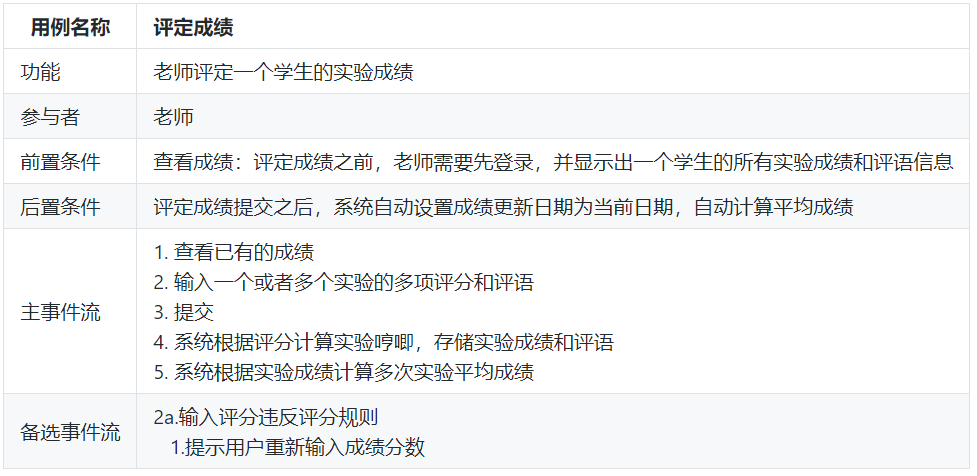 用例名称 评定成绩
功能 老师评定一个学生的实验成绩
参与者 老师
前置条件 查看成绩：评定成绩之前，老师需要先登录，并显示出一个学生的所有实验成绩和评语信息
后置条件 评定成绩提交之后，系统自动设置成绩更新日期为当前日期，自动计算平均成绩
主事件流
1. 查看已有的成绩
2. 输入一个或者多个实验的多项评分和评语
3. 提交
4. 系统根据评分计算实验哼唧，存储实验成绩和评语
5. 系统根据实验成绩计算多次实验平均成绩
备选事件流
2a.输入评分违反评分规则
1.提示用户重新输入成绩分数